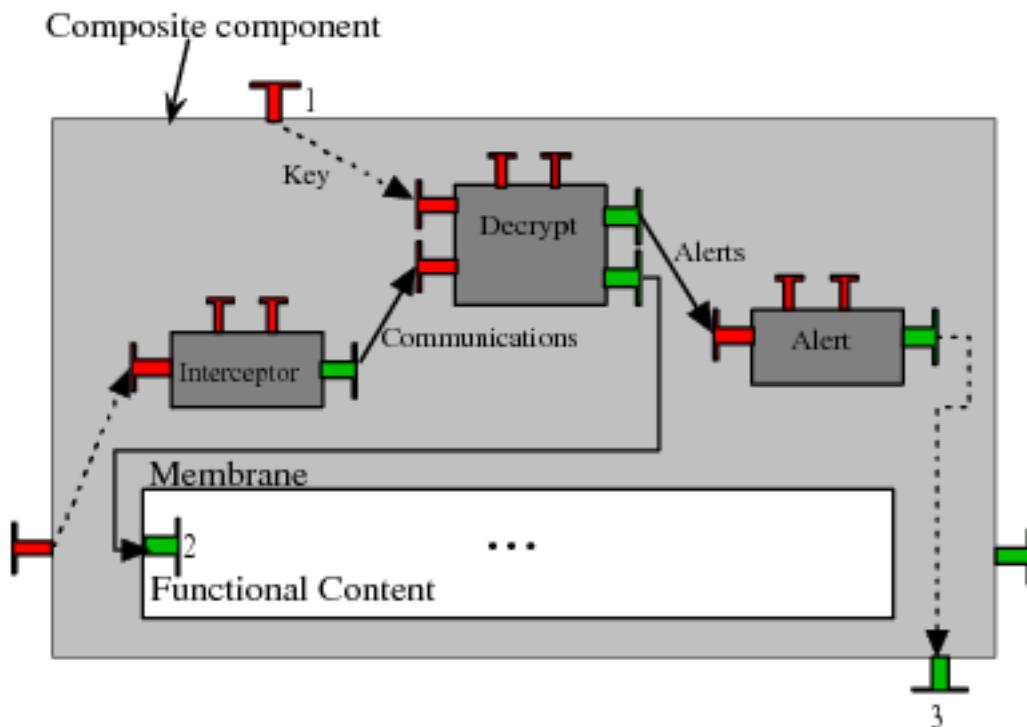 Composite component
1
Key
Decrypt
Alerts
Communications
Alert
Interceptor
Membrane
2
...
Functional Content
3